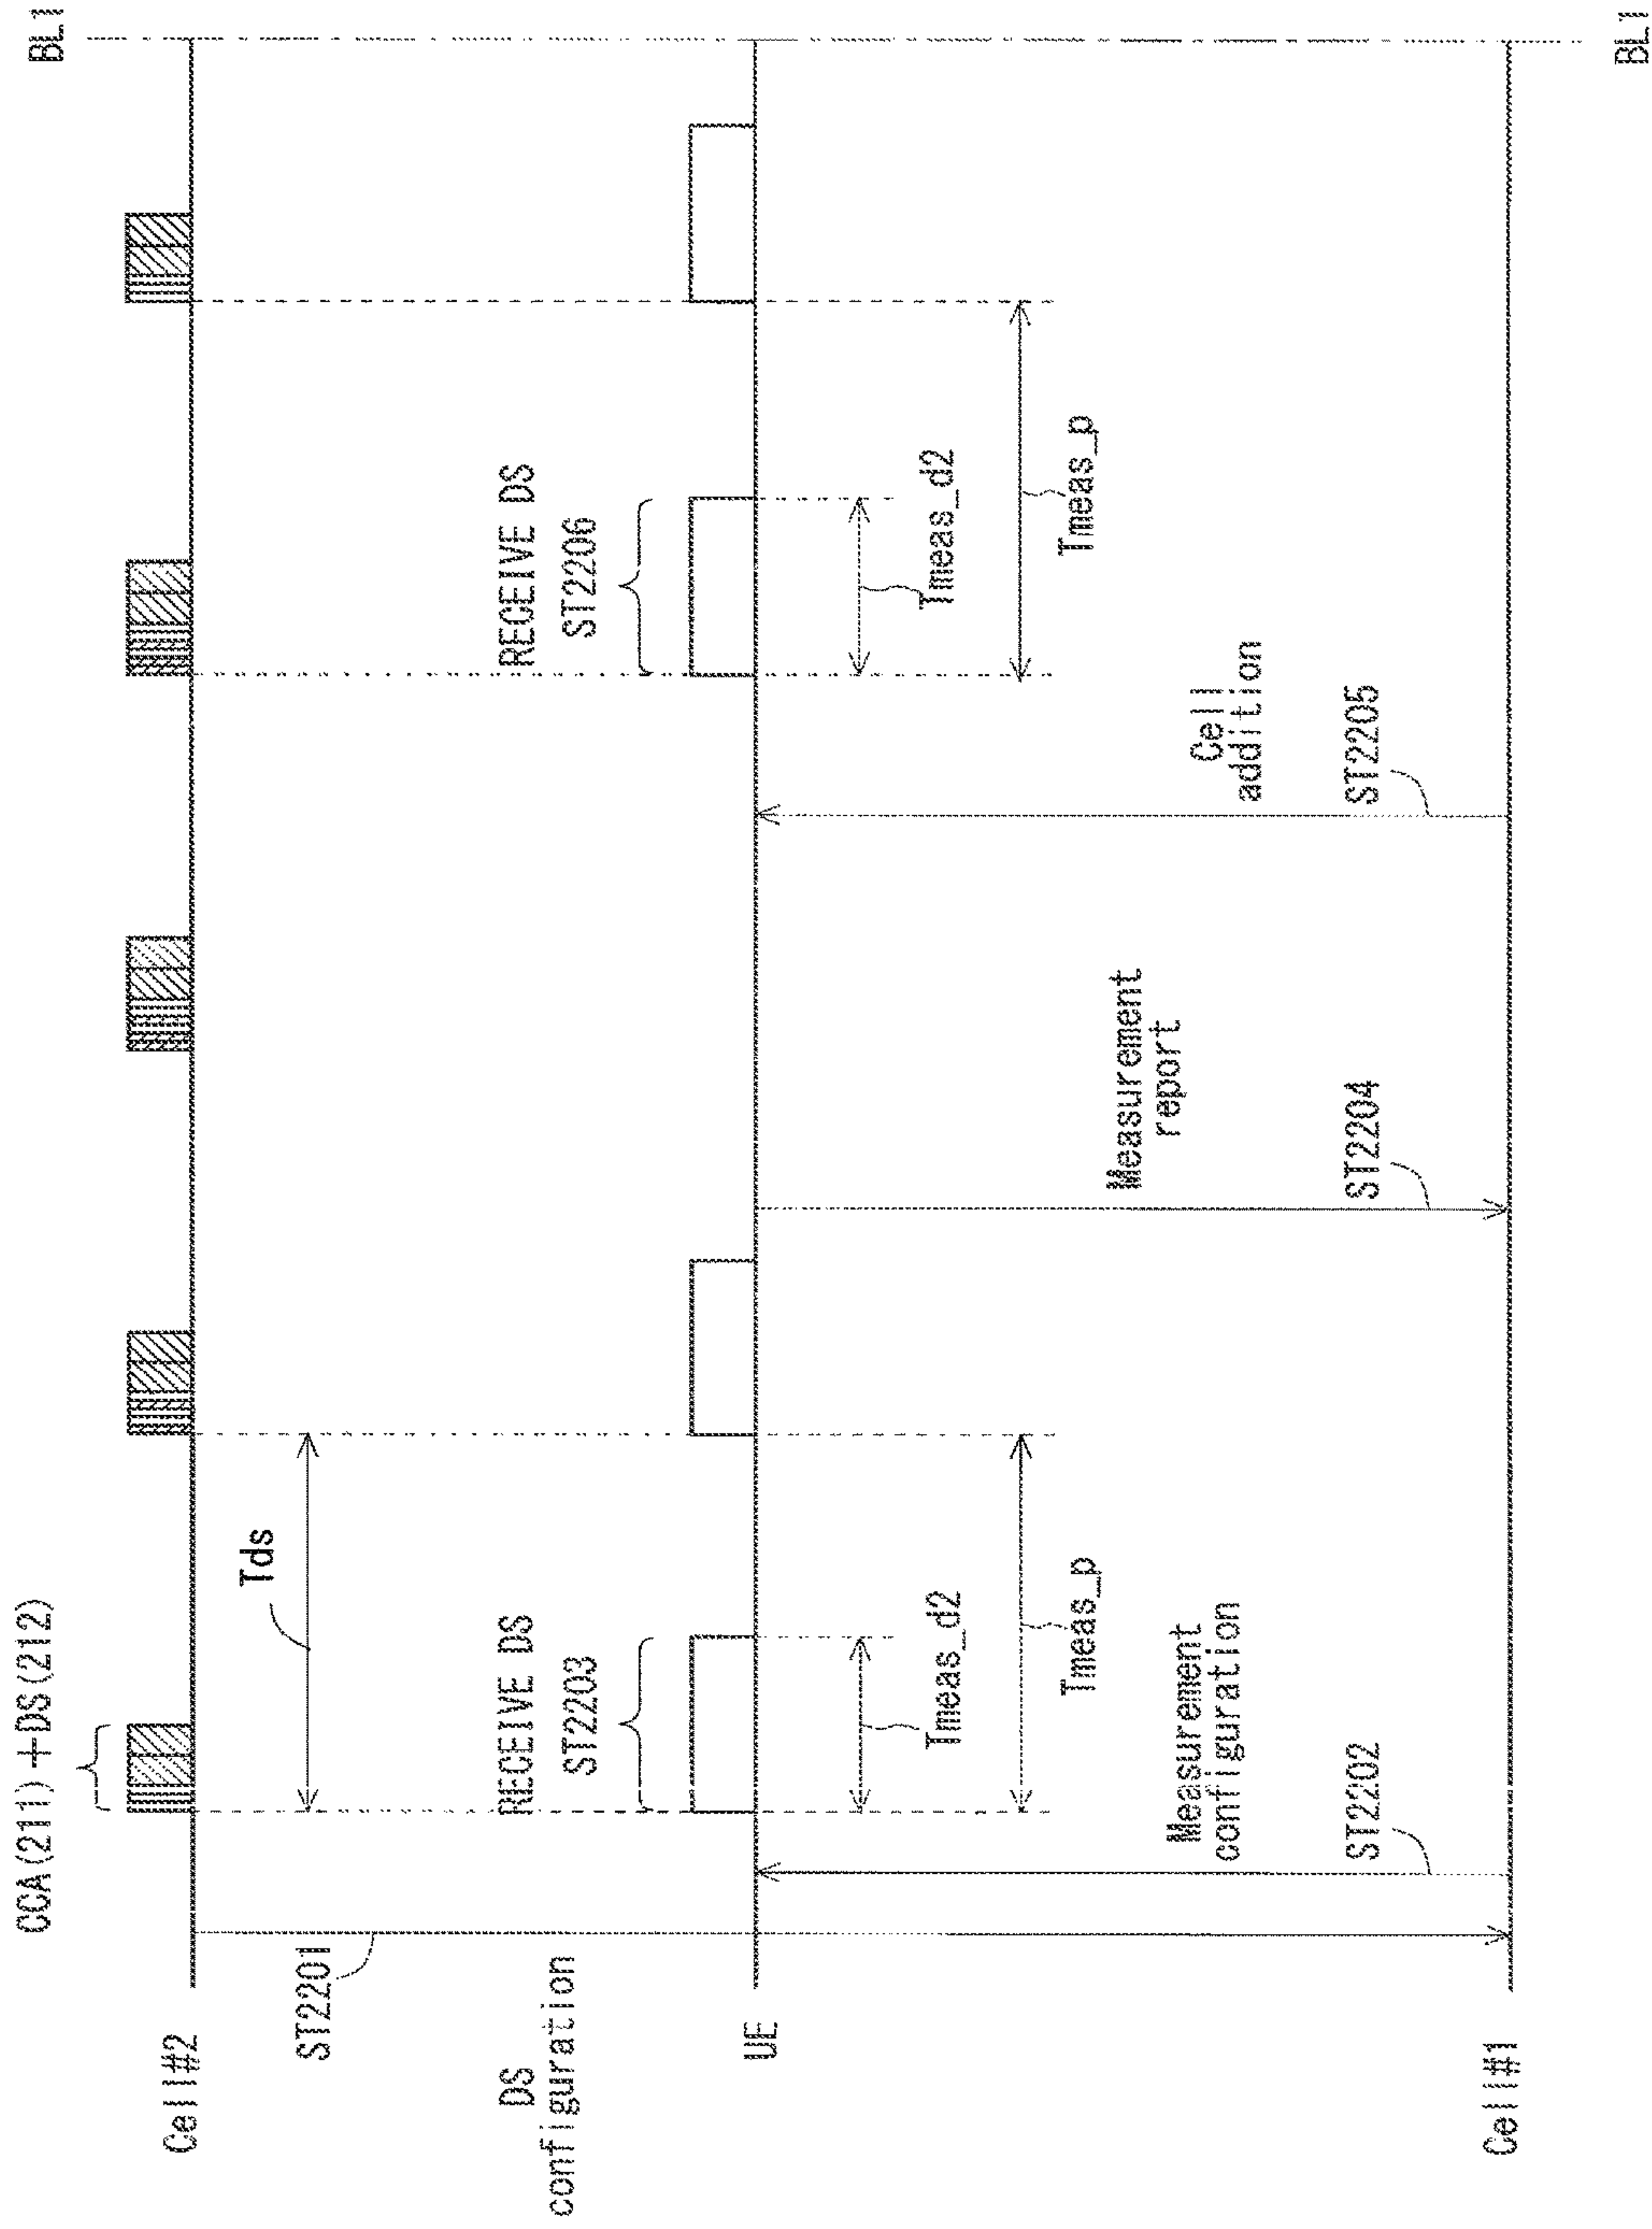 CCA(211)+DS(212)
BL1
Cell#2
Tds
ST2201
DS
configuration
RECEIVE DS
ST2203
RECEIVE DS
ST2206
UE
Tmeas_d2
Tmeas_d2
Tmeas_p
Tmeas_p
Measurement
configuration
ST2202
Measurement
report
ST2204
Cell
addition
ST2205
Cell#1
BL1